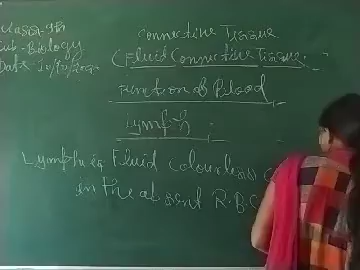 Class-9th
Sub-Biology
Connective Tissue
(Fluid Connective Tissue
Function of Blood
Lymph
Lymph is Fluid colourless
in the absent R.B.C